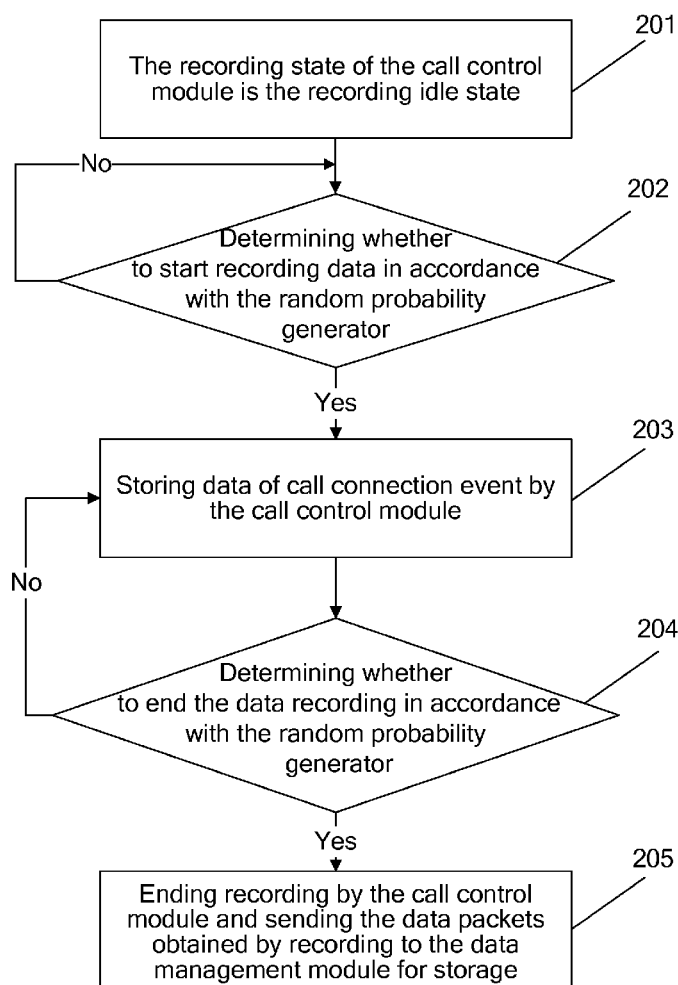 201
The recording state of the call control
module is the recording idle state
No
202
Determining whether
to start recording data in accordance
with the random probability
generator
Yes
203
Storing data of call connection event by
the call control module
No
204
Determining whether
to end the data recording in accordance
with the random probability
generator
Yes
205
Ending recording by the call control
module and sending the data packets
obtained by recording to the data
management module for storage